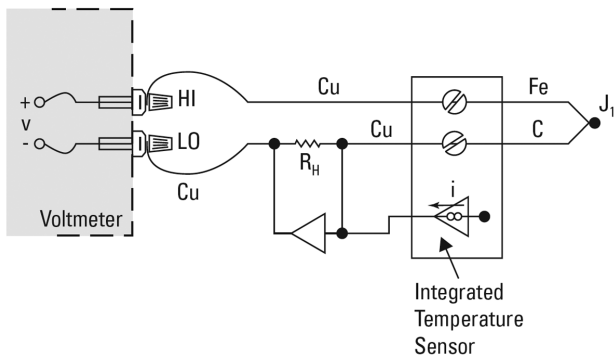 Cu
Fe
HI
+
v
-
J1
LO
Cu
C
RH
Cu
i
Voltmeter
Integrated
Temperature
Sensor